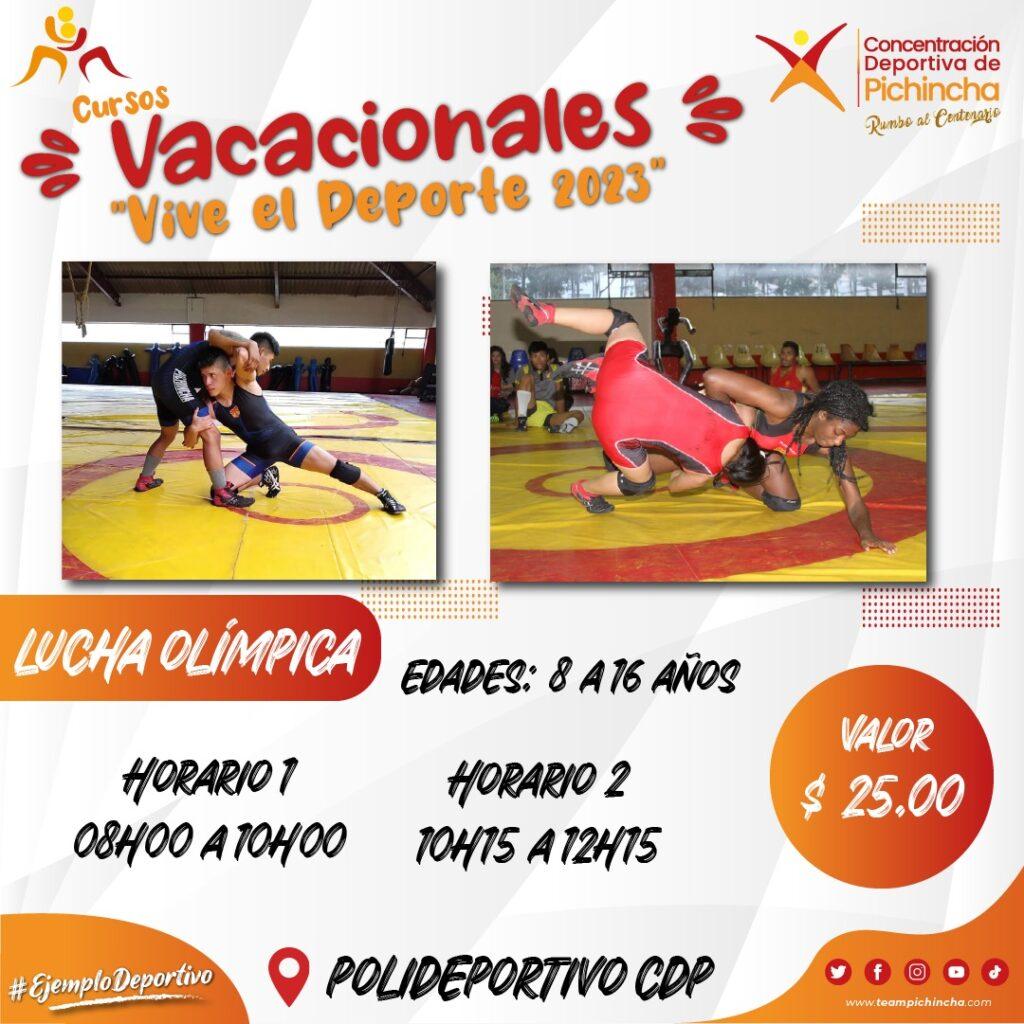 Cursos
Vacacionales
"Vive el Deporte 2023"
Concentración
Deportiva de
Pichincha
Rumbo al Centenario
PICHINCHA
LUCHA OLÍMPICA
EDADES: 8 A 16 AÑOS
HORARIO 1
08H00 A 10H00
HORARIO 2
10H15 A 12H15
VALOR
$ 25.00
#EjemploDeportivo
POLIDEPORTIVO CDP
www.teampichincha.com